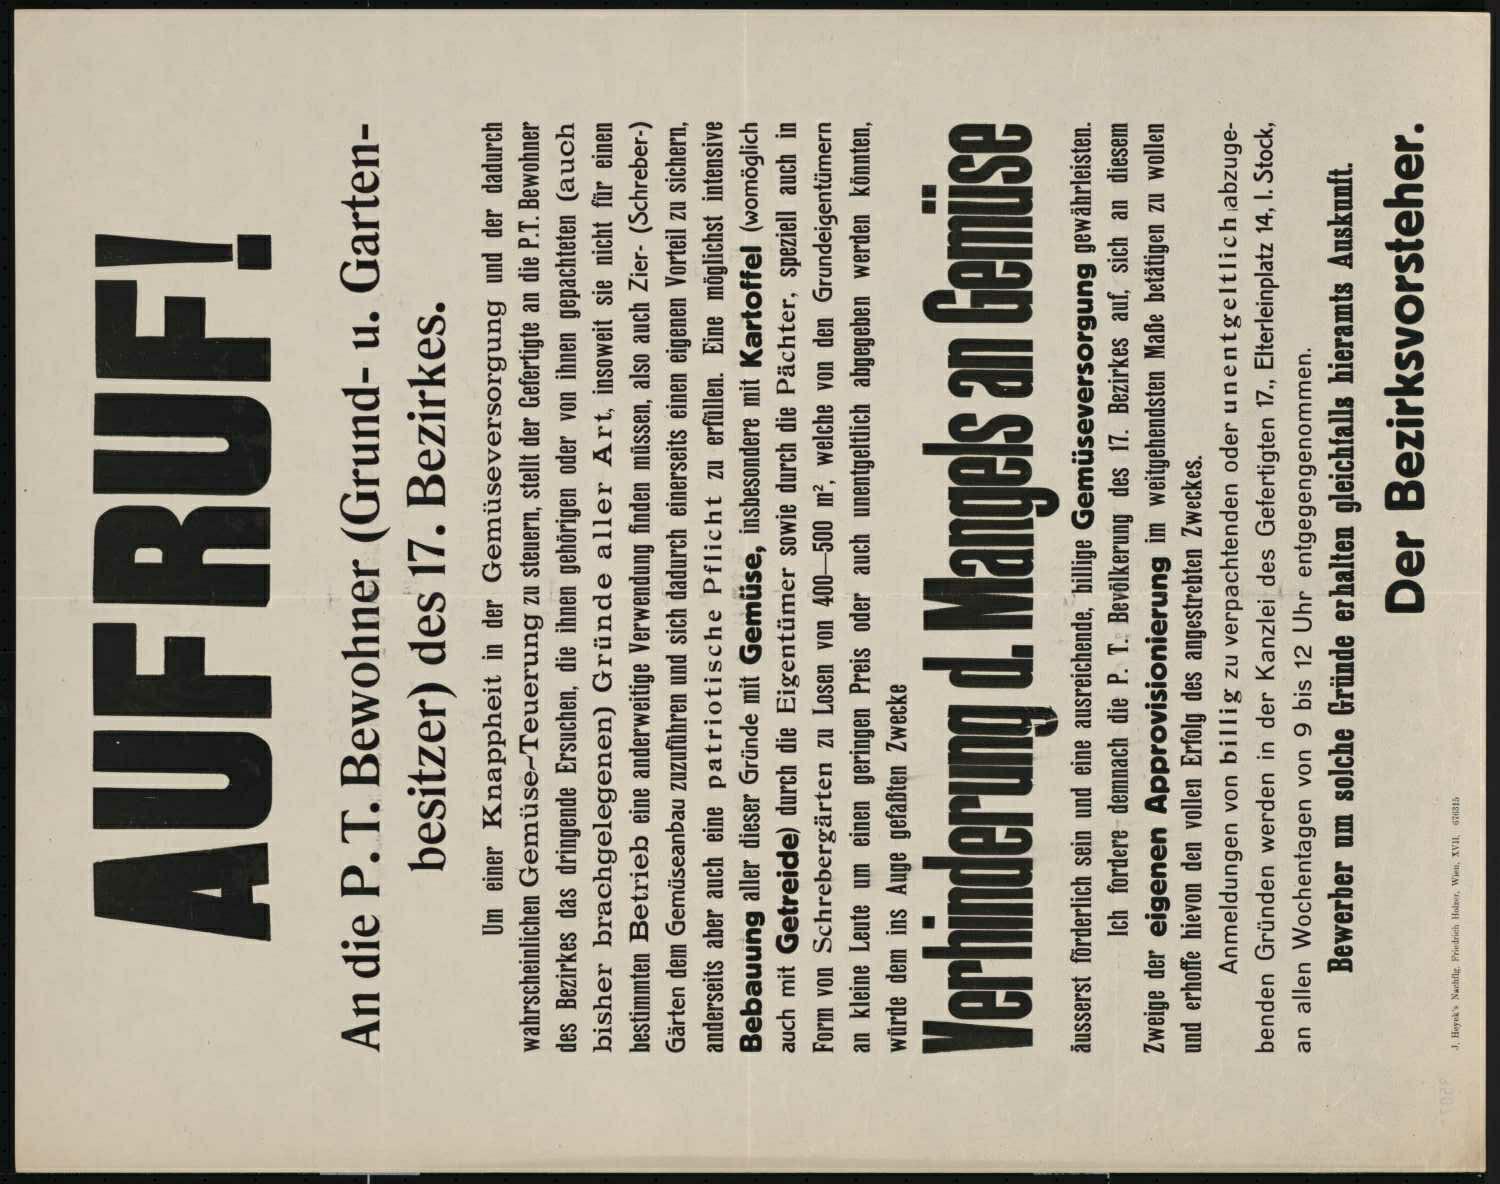 AUFRUF!
An die P. T. Bewohner (Grund- u. Garten-
besitzer) des 17. Bezirkes.
Um einer Knappheit in der Gemüseversorgung und der dadurch
wahrscheinlichen Gemüse-Teuerung zu steuern, stellt der Gefertigte an die P.T. Bewohner
des Bezirkes das dringende Ersuchen, die ihnen gehörigen oder von ihnen gepachteten (auch
bisher brachgelegenen) Gründe aller Art, insoweit sie nicht für einen
bestimmten Betrieb eine anderweitige Verwendung finden müssen, also auch Zier- (Schreber-)
Gärten dem Gemüseanbau zuzuführen und sich dadurch einerseits einen eigenen Vorteil zu sichern,
anderseits aber auch eine patriotische Pflicht zu erfüllen. Eine möglichst intensive
Bebauung aller dieser Gründe mit Gemüse, insbesondere mit Kartoffel (womöglich
auch mit Getreide) durch die Eigentümer sowie durch die Pächter, speziell auch in
Form von Schrebergärten zu Losen von 400—500 m², welche von den Grundeigentümern
an kleine Leute um einen geringen Preis oder auch unentgeltlich abgegeben werden könnten,
würde dem ins Auge gefaßten Zwecke
Verhinderung d. Mangels an Gemüse
äusserst förderlich sein und eine ausreichende, billige Gemüseversorgung gewährleisten.
Ich fordere demnach die P. T. Bevölkerung des 17. Bezirkes auf, sich an diesem
Zweige der eigenen Approvisionierung im weitgehendsten Maße betätigen zu wollen
und erhoffe hievon den vollen Erfolg des angestrebten Zweckes.
Anmeldungen von billig zu verpachtenden oder unentgeltlich abzuge-
benden Gründen werden in der Kanzlei des Gefertigten 17., Elterleinplatz 14, I. Stock,
an allen Wochentagen von 9 bis 12 Uhr entgegengenommen.
Bewerber um solche Gründe erhalten gleichfalls hieramts Auskunft.
Der Bezirksvorsteher.
J. Heyek's Nachflg. Friedrich Holzer, Wien, XVII. 676315